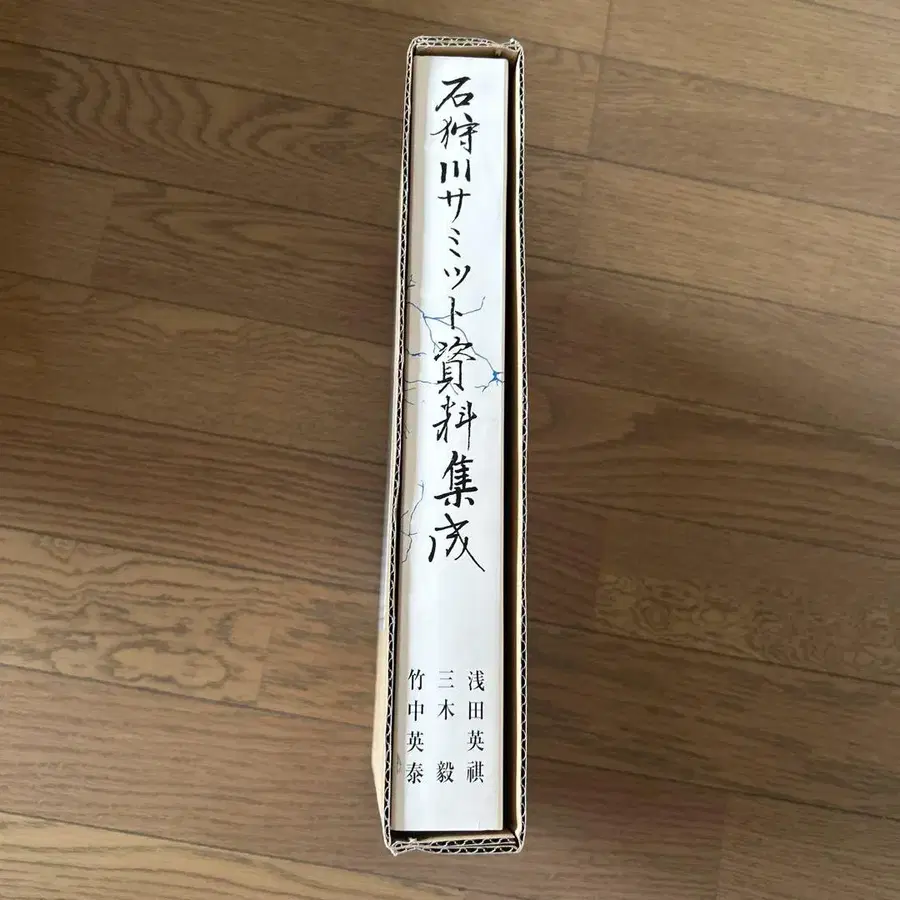 石狩川サミット資料集成
浅田英祺
三木毅
竹中英泰